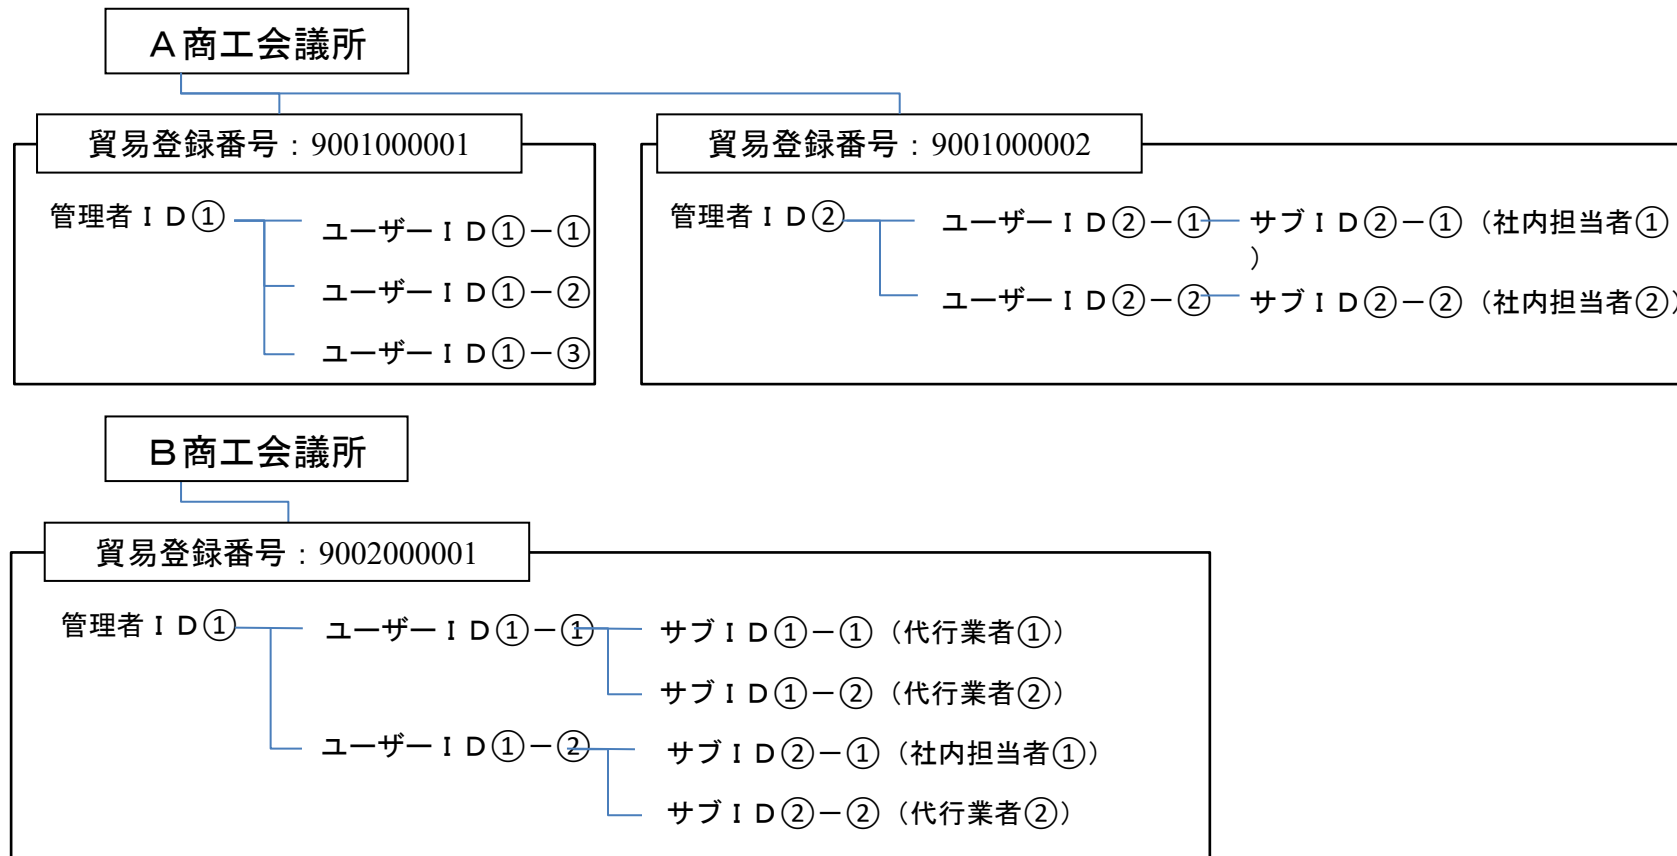 A商工会議所
貿易登録番号：9001000001
管理者ＩＤ①
ユーザーＩＤ①－①
ユーザーＩＤ①－②
ユーザーＩＤ①－③
貿易登録番号：9001000002
管理者ＩＤ②
ユーザーＩＤ②－①
サブＩＤ②－①（社内担当者①
）
ユーザーＩＤ②－②
サブＩＤ②－②（社内担当者②）
B商工会議所
貿易登録番号：9002000001
管理者ＩＤ①
ユーザーＩＤ①－①
サブＩＤ①－①（代行業者①）
サブＩＤ①－②（代行業者②）
ユーザーＩＤ①－②
サブＩＤ②－①（社内担当者①）
サブＩＤ②－②（代行業者②）